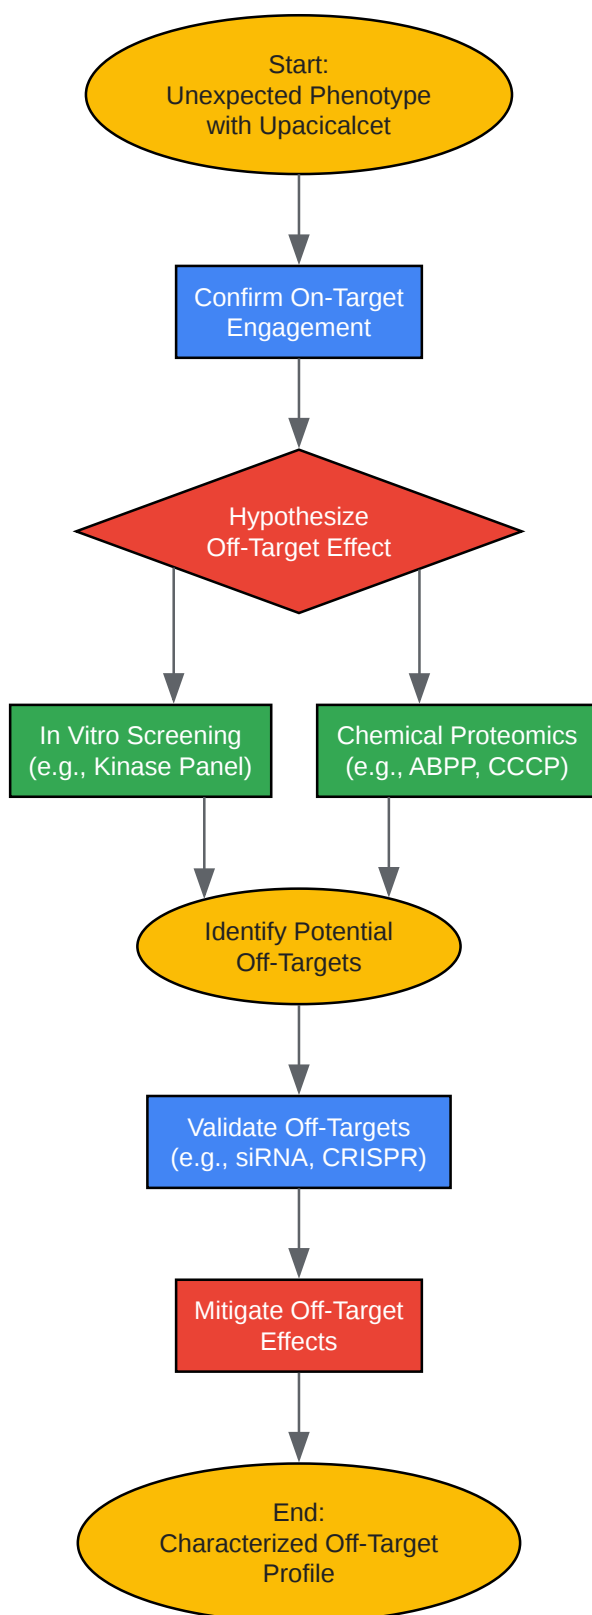 Start:
Unexpected Phenotype
with Upacicalcet
Confirm On-Target
Engagement
Hypothesize
Off-Target Effect
In Vitro Screening
(e.g., Kinase Panel)
Chemical Proteomics
(e.g., ABPP, CCCP)
Identify Potential
Off-Targets
Validate Off-Targets
(e.g., siRNA, CRISPR)
Mitigate Off-Target
Effects
End:
Characterized Off-Target
Profile